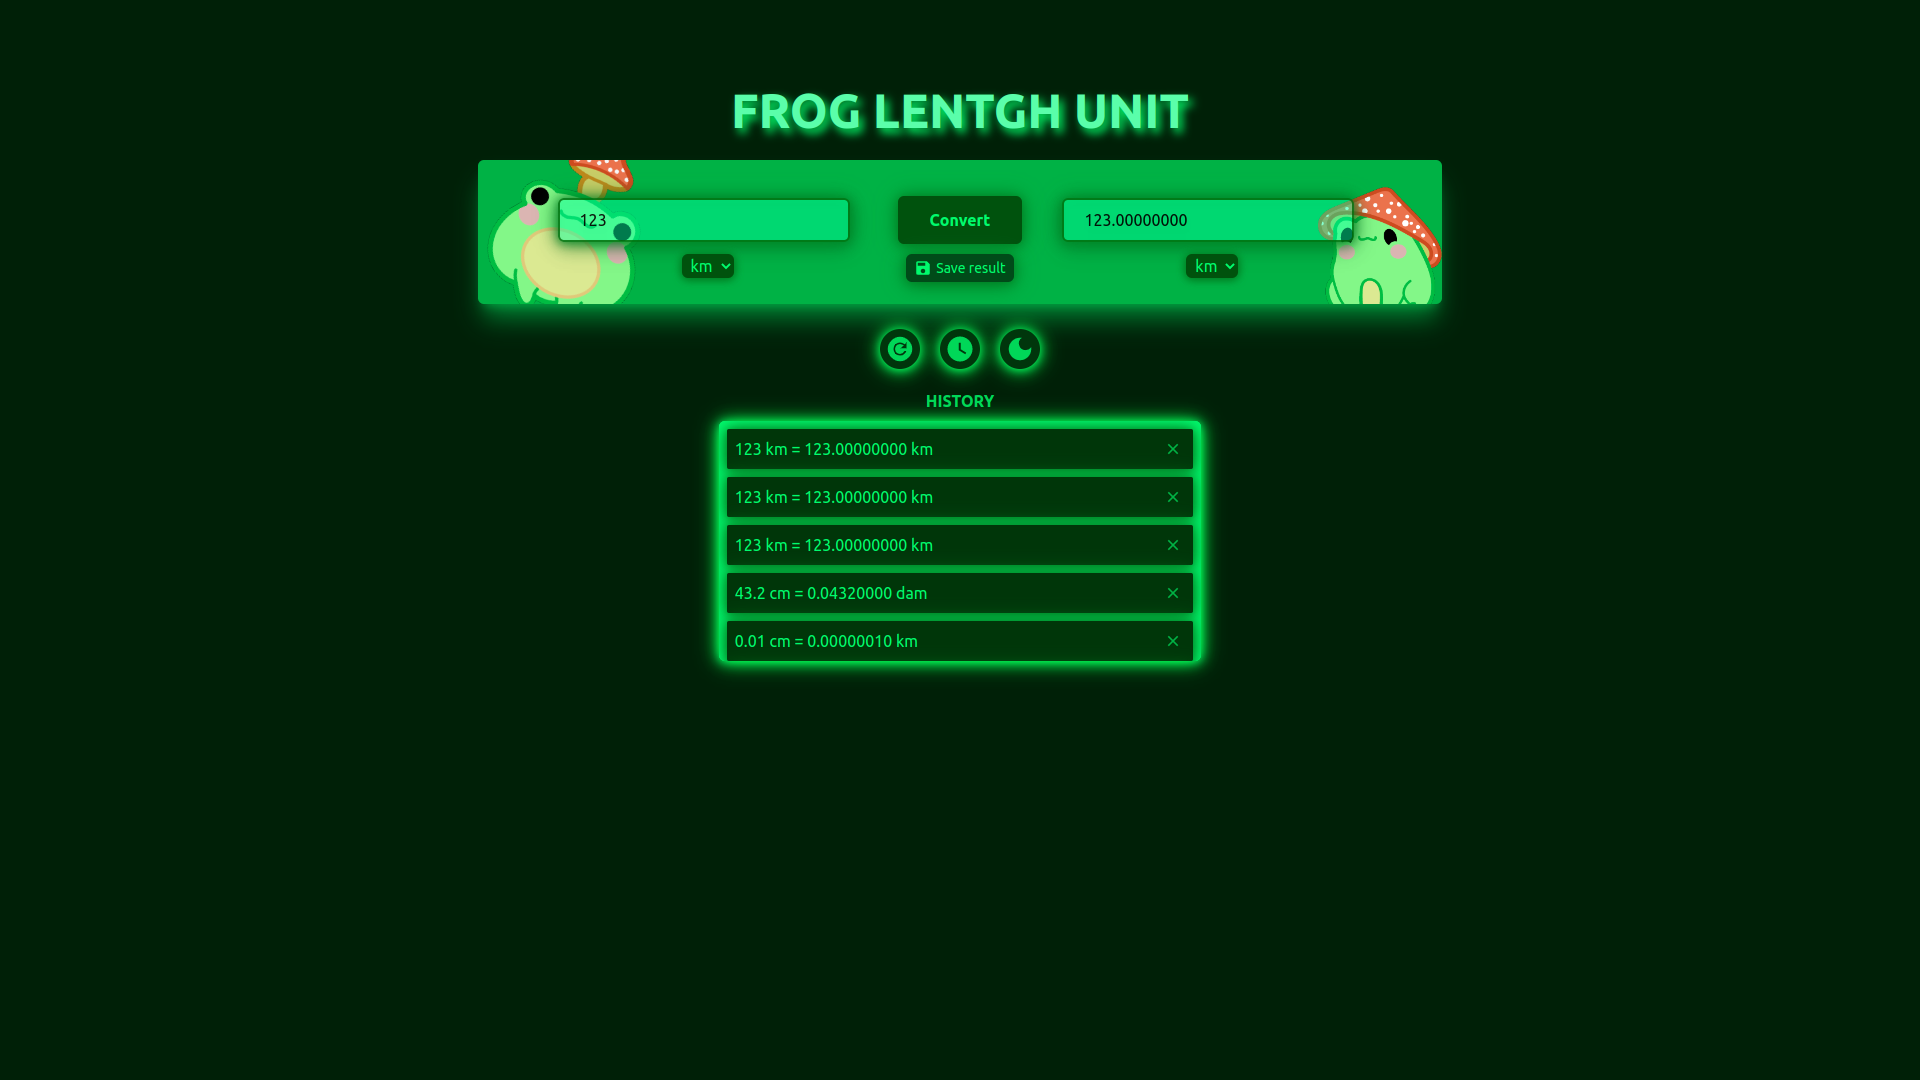 FROG LENTGH UNIT
123
Convert
123.00000000
km
Save result
km
HISTORY
123 km = 123.00000000 km
123 km = 123.00000000 km
123 km = 123.00000000 km
43.2 cm = 0.04320000 dam
0.01 cm = 0.00000010 km